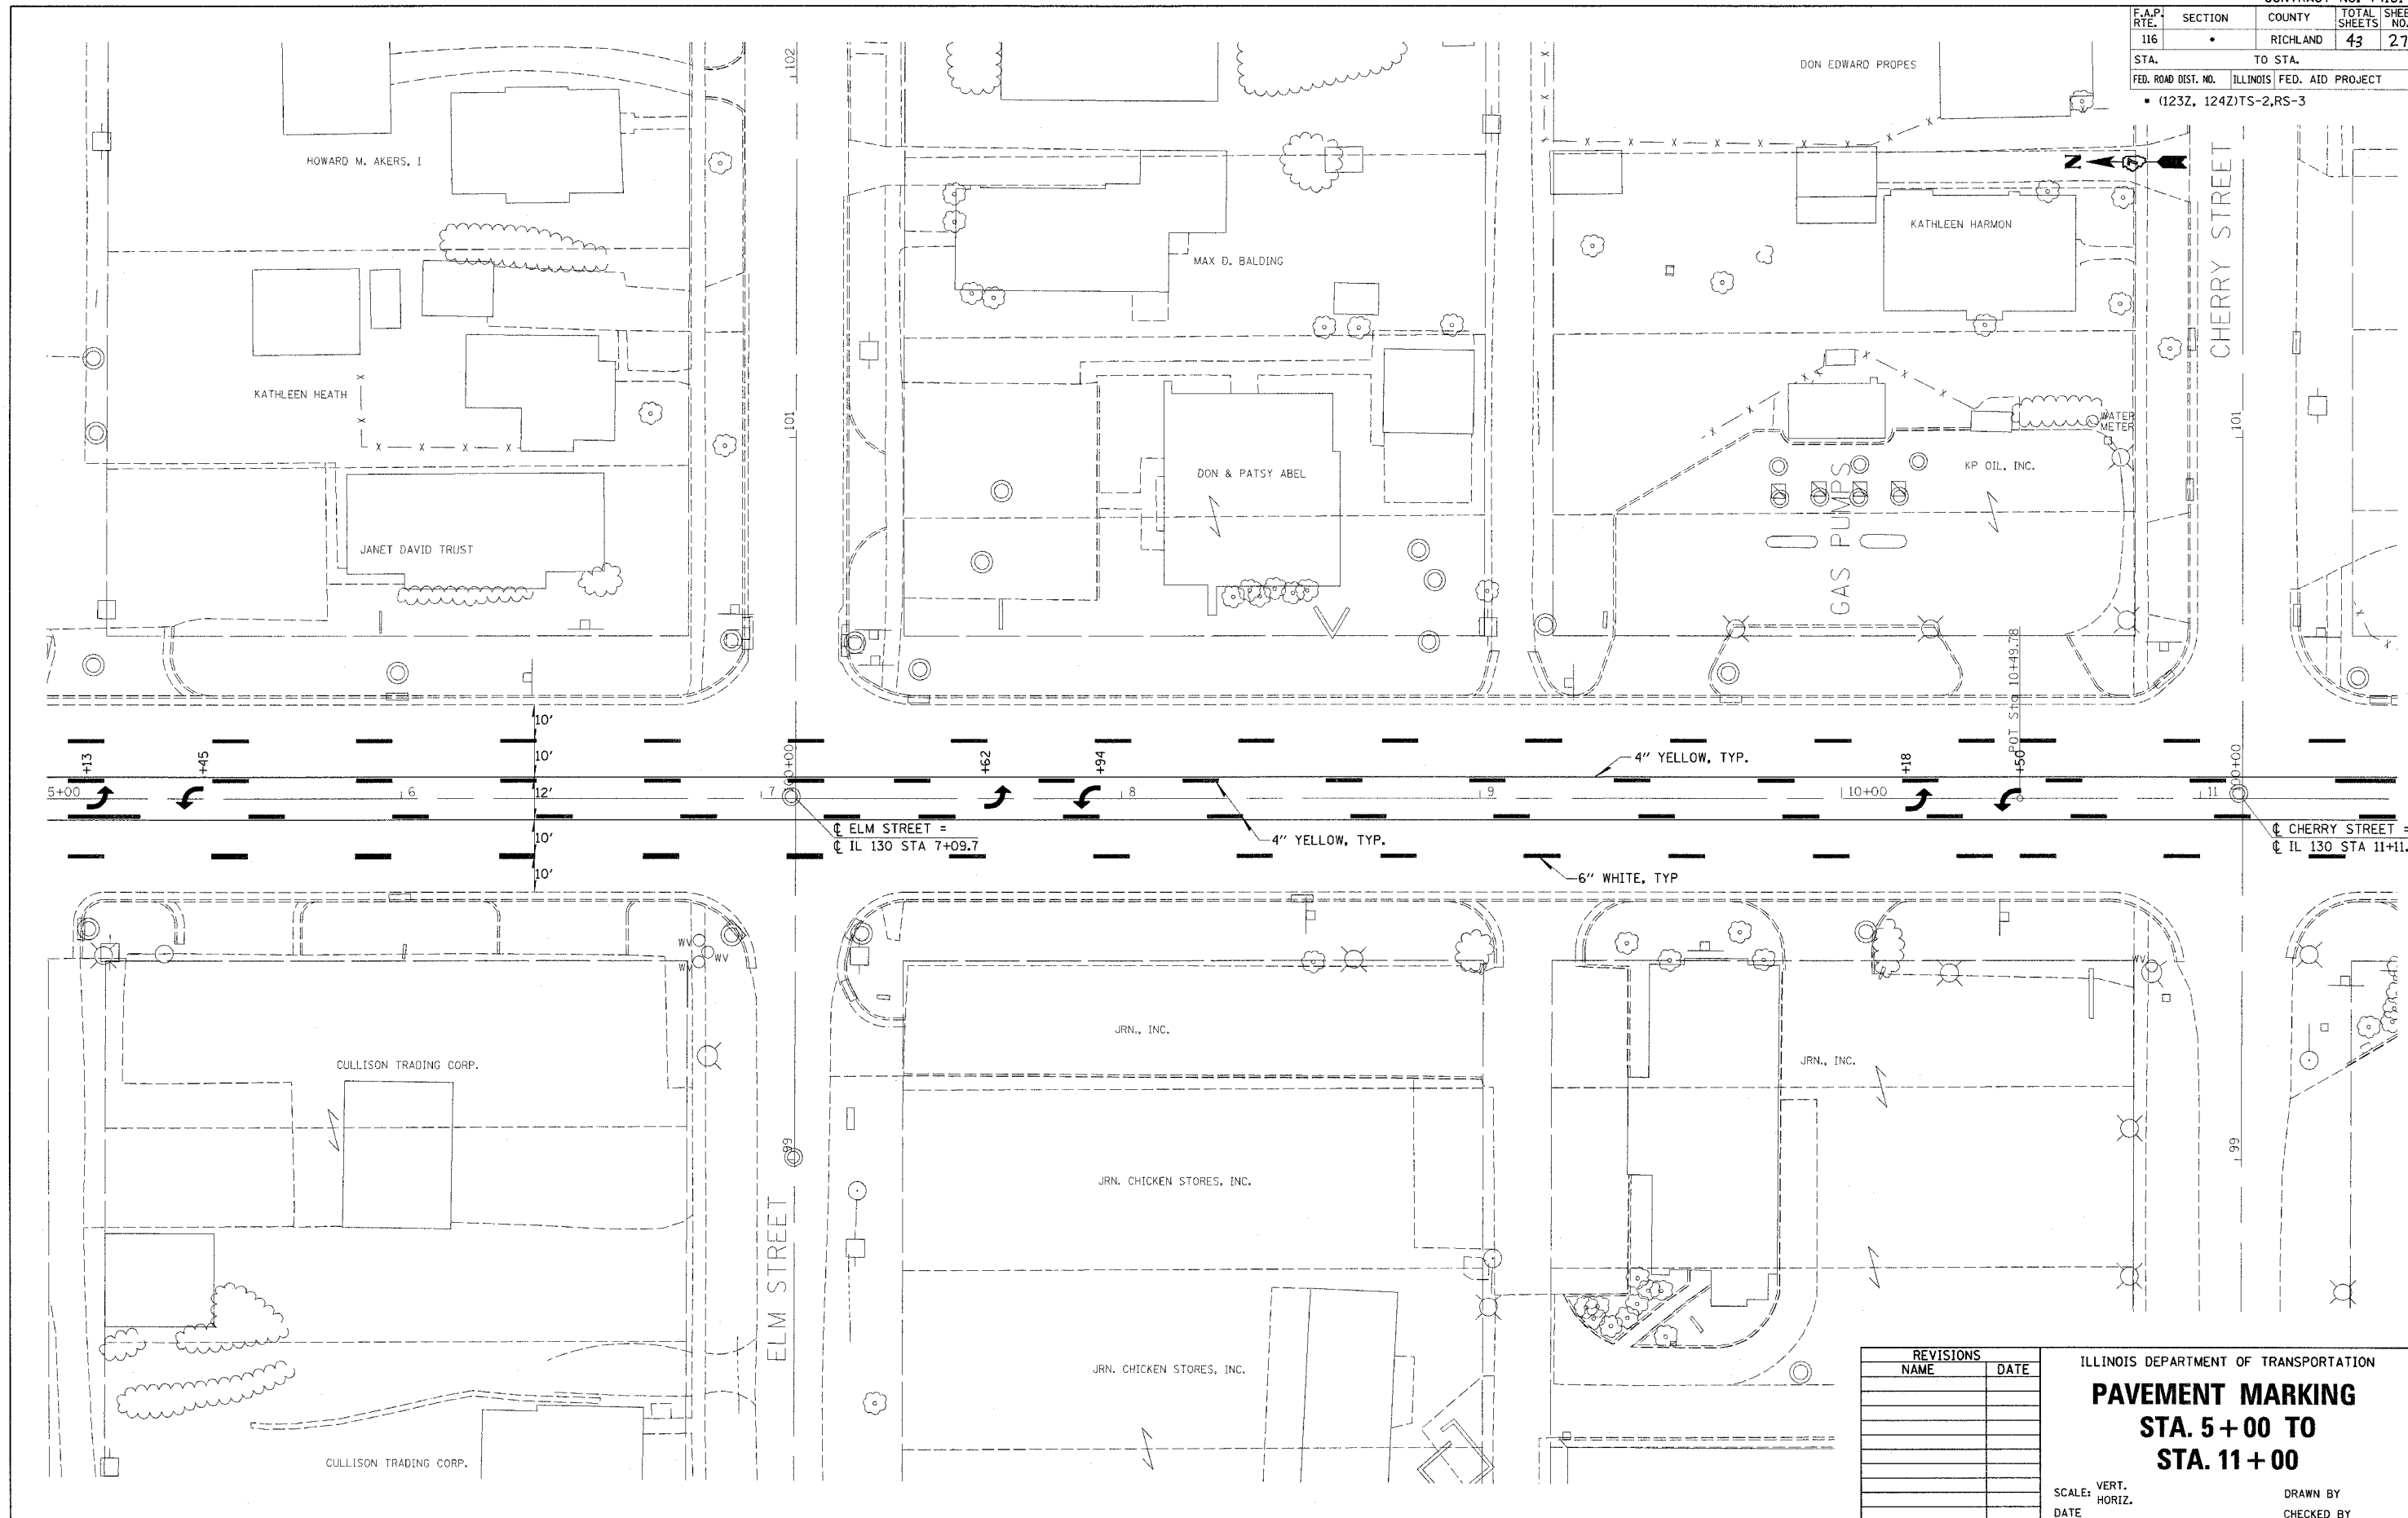 F.A.P. RTE. SECTION COUNTY TOTAL SHEETS
116 • RICHLAND 43 27
STA. TO STA.
FED. ROAD DIST. NO. ILLINOIS FED. AID PROJECT
• (123Z, 124Z)TS-2,RS-3
DON EDWARD PROPES
102
HOWARD M. AKERS, I
N
7
CHERRY STREET
KATHLEEN HARMON
MAX D. BALDING
KATHLEEN HEATH
101
WATER METER
101
KP OIL, INC.
DON & PATSY ABEL
GAS PUMPS
JANET DAVID TRUST
POT Sta 10+49.78
10'
10'
12'
10'
10'
+13
+45
+62
+94
+18
+50
4" YELLOW, TYP.
5+00
6
7
8
9
10+00
11
℄ ELM STREET =
℄ IL 130 STA 7+09.7
4" YELLOW, TYP.
℄ CHERRY STREET =
6" WHITE, TYP
WV
WV
WV
WV
JRN., INC.
JRN., INC.
CULLISON TRADING CORP.
99
99
JRN. CHICKEN STORES, INC.
ELM STREET
JRN. CHICKEN STORES, INC.
CULLISON TRADING CORP.
REVISIONS
NAME DATE
ILLINOIS DEPARTMENT OF TRANSPORTATION
PAVEMENT MARKING
STA. 5+00 TO
STA. 11+00
SCALE: VERT.
HORIZ.
DATE
DRAWN BY
CHECKED BY